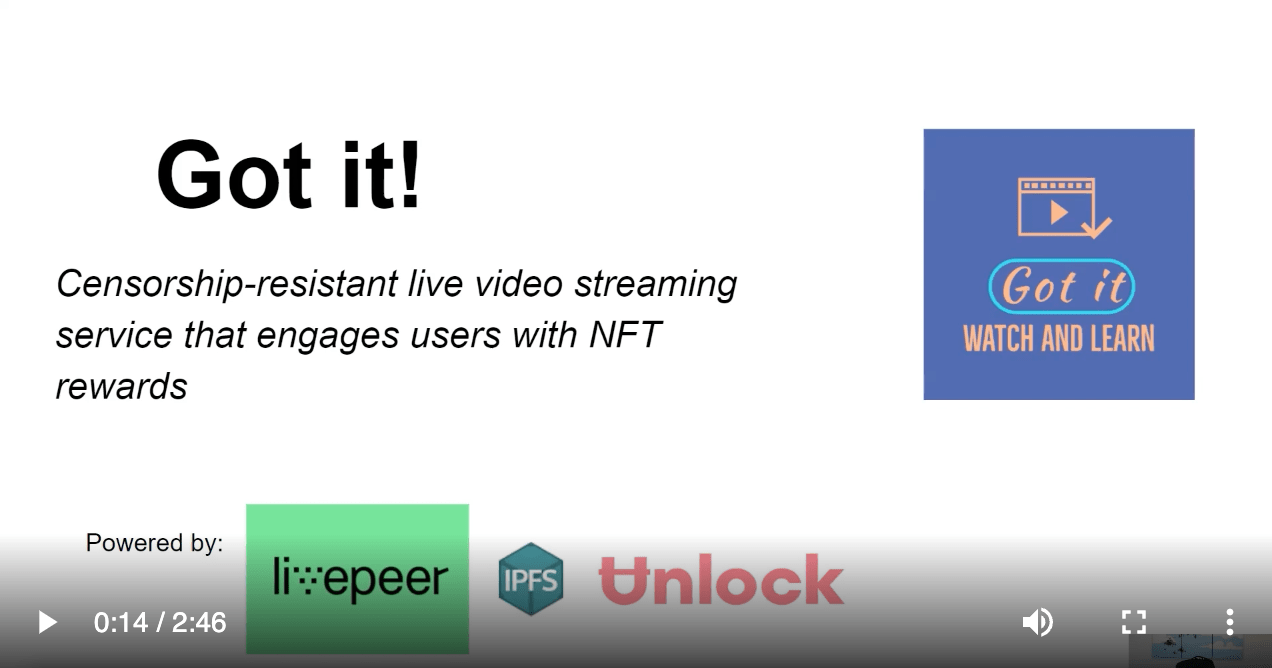 Got it!
Censorship-resistant live video streaming
service that engages users with NFT
rewards
Got it
WATCH AND LEARN
Powered by:
livepeer
IPFS
Unlock
0:14 / 2:46